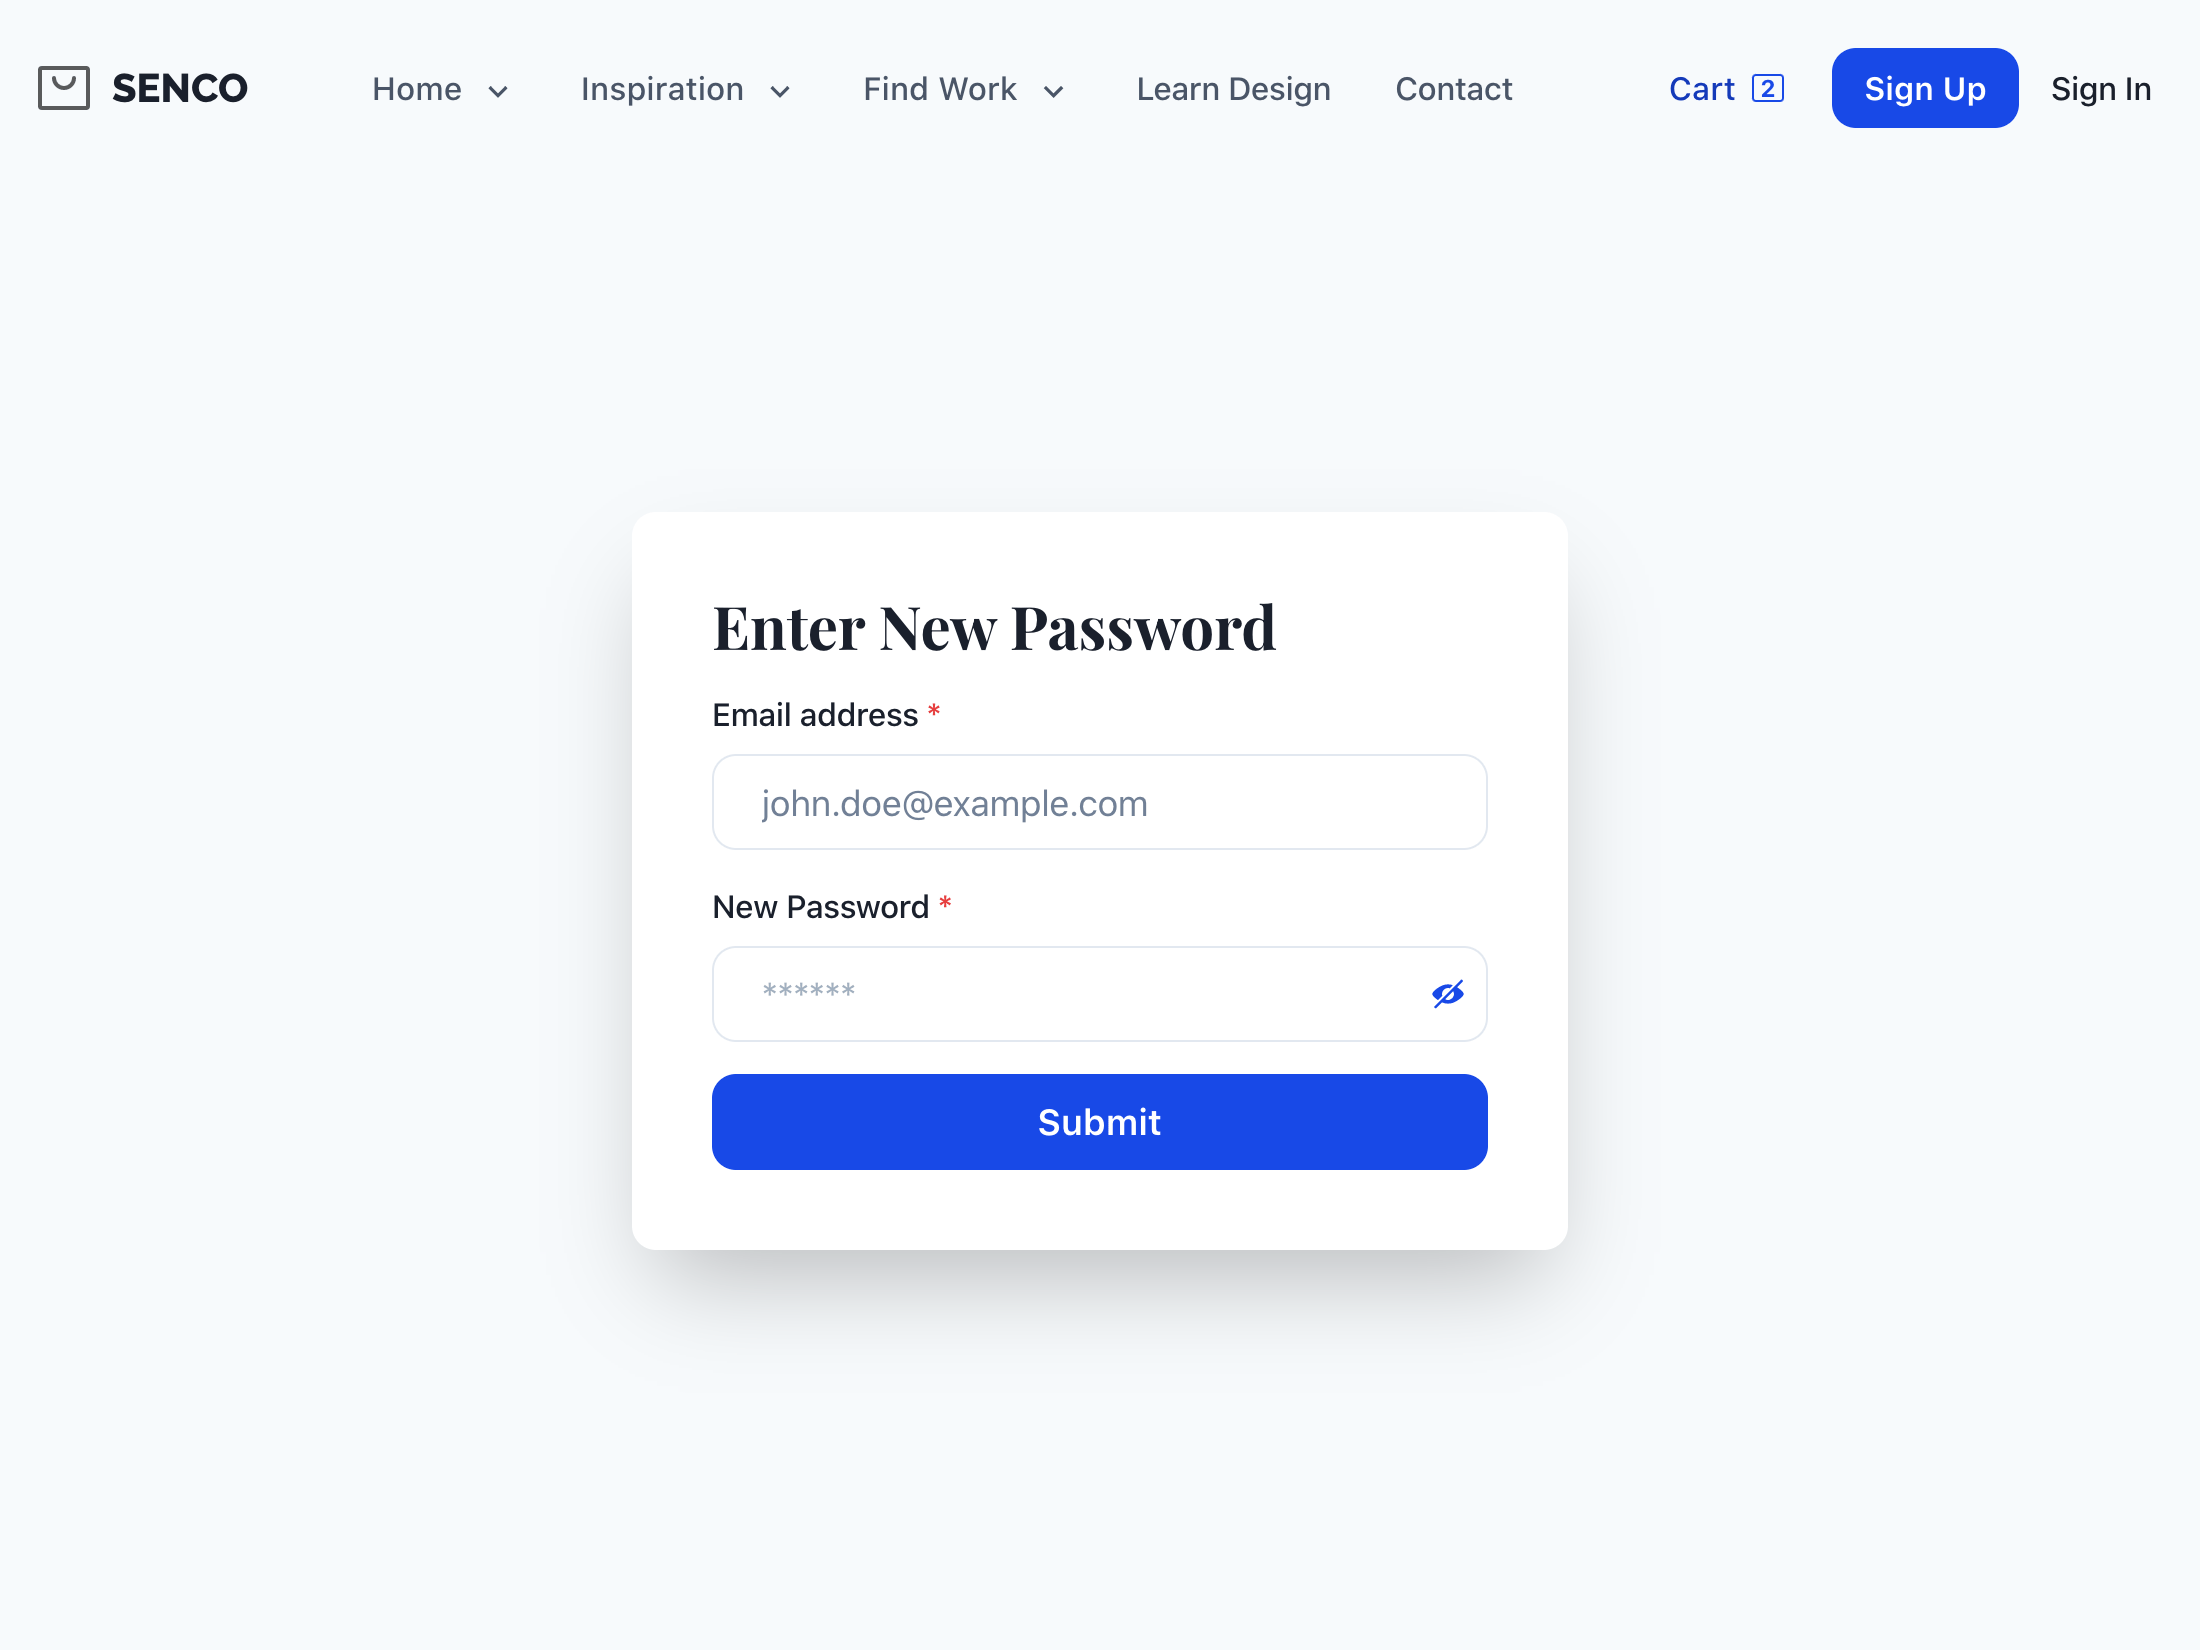 SENCO
Home
Inspiration
Find Work
Learn Design
Contact
Cart 2
Sign Up
Sign In
Enter New Password
Email address *
john.doe@example.com
New Password *
******
Submit